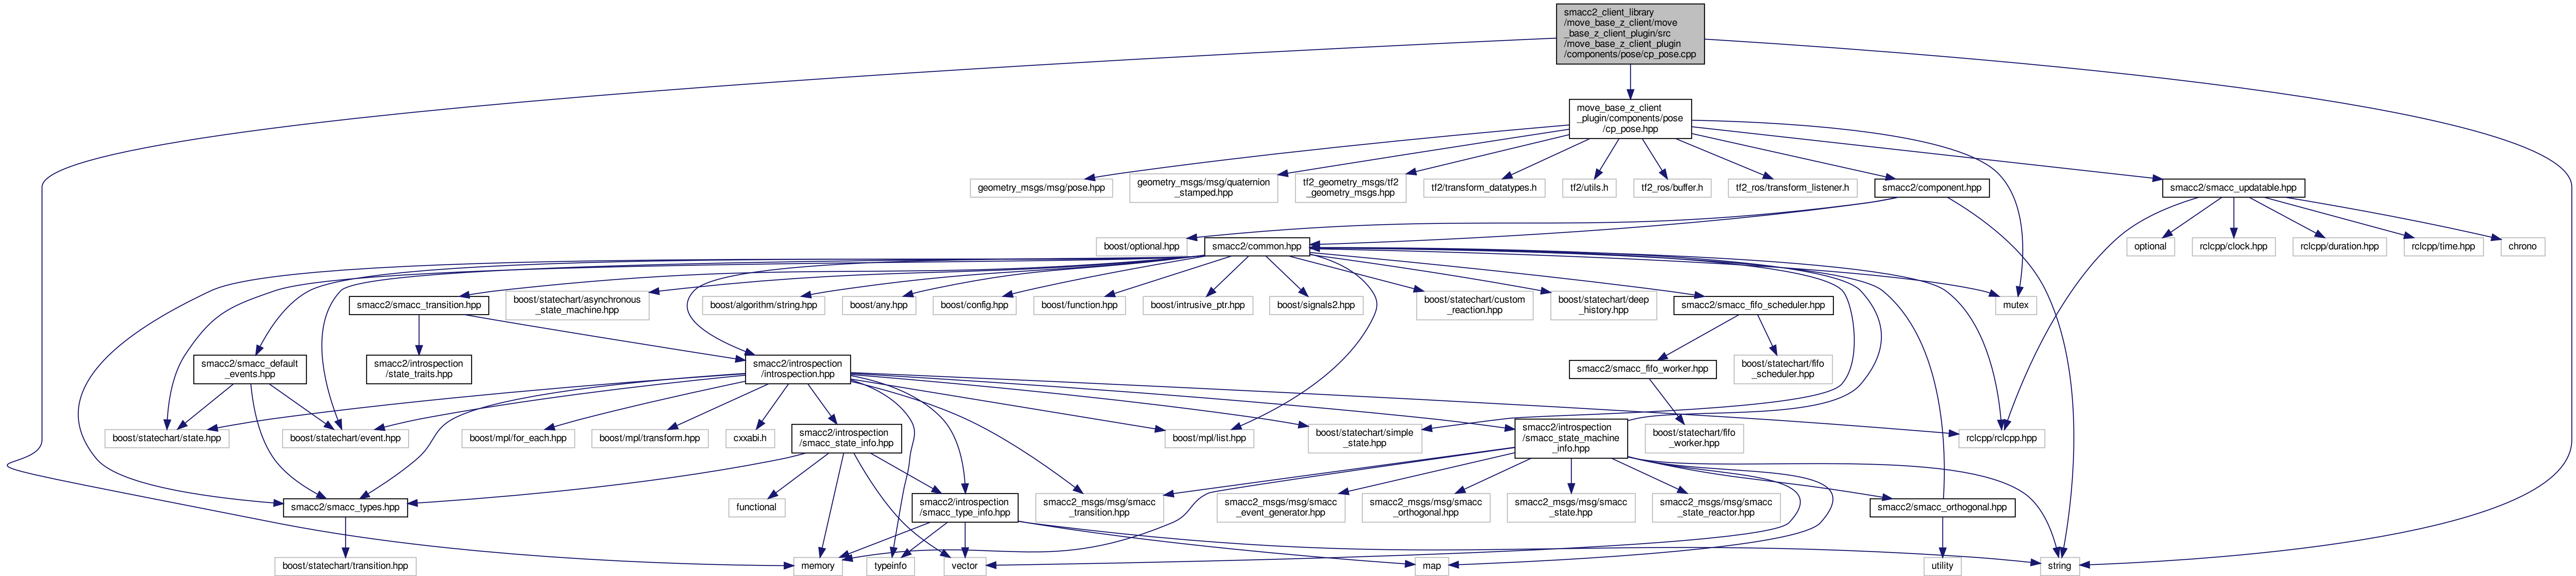 smacc2_client_library
/move_base_z_client/move
_base_z_client_plugin/src
/move_base_z_client_plugin
/components/pose/cp_pose.cpp
move_base_z_client
_plugin/components/pose
/cp_pose.hpp
geometry_msgs/msg/pose.hpp
geometry_msgs/msg/quaternion
_stamped.hpp
tf2_geometry_msgs/tf2
_geometry_msgs.hpp
tf2/transform_datatypes.h
tf2/utils.h
tf2_ros/buffer.h
tf2_ros/transform_listener.h
smacc2/component.hpp
smacc2/smacc_updatable.hpp
boost/optional.hpp
smacc2/common.hpp
optional
rclcpp/clock.hpp
rclcpp/duration.hpp
rclcpp/time.hpp
chrono
smacc2/smacc_transition.hpp
boost/statechart/asynchronous
_state_machine.hpp
boost/algorithm/string.hpp
boost/any.hpp
boost/config.hpp
boost/function.hpp
boost/intrusive_ptr.hpp
boost/signals2.hpp
boost/statechart/custom
_reaction.hpp
boost/statechart/deep
_history.hpp
smacc2/smacc_fifo_scheduler.hpp
mutex
smacc2/smacc_default
_events.hpp
smacc2/introspection
/state_traits.hpp
smacc2/introspection
/introspection.hpp
smacc2/smacc_fifo_worker.hpp
boost/statechart/fifo
_scheduler.hpp
boost/statechart/state.hpp
boost/statechart/event.hpp
boost/mpl/for_each.hpp
boost/mpl/transform.hpp
cxxabi.h
smacc2/introspection
/smacc_state_info.hpp
boost/mpl/list.hpp
boost/statechart/simple
_state.hpp
smacc2/introspection
/smacc_state_machine
_info.hpp
boost/statechart/fifo
_worker.hpp
rclcpp/rclcpp.hpp
smacc2/smacc_types.hpp
functional
smacc2/introspection
/smacc_type_info.hpp
smacc2_msgs/msg/smacc
_transition.hpp
smacc2_msgs/msg/smacc
_event_generator.hpp
smacc2_msgs/msg/smacc
_orthogonal.hpp
smacc2_msgs/msg/smacc
_state.hpp
smacc2_msgs/msg/smacc
_state_reactor.hpp
smacc2/smacc_orthogonal.hpp
boost/statechart/transition.hpp
memory
typeinfo
vector
map
utility
string